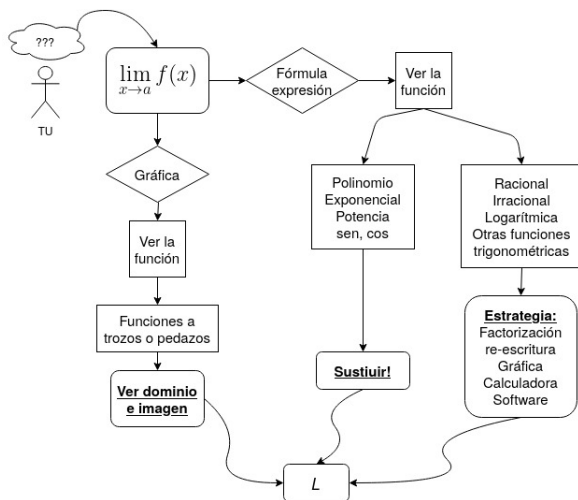 ???
TU
lim f(x)
x→a
Fórmula
expresión
Ver la
función
Gráfica
Ver la
función
Funciones a
trozos o pedazos
Ver dominio
e imagen
Polinomio
Exponencial
Potencia
sen, cos
Sustiuir!
Racional
Irracional
Logarítmica
Otras funciones
trigonométricas
Estrategia:
Factorización
re-escritura
Gráfica
Calculadora
Software
L